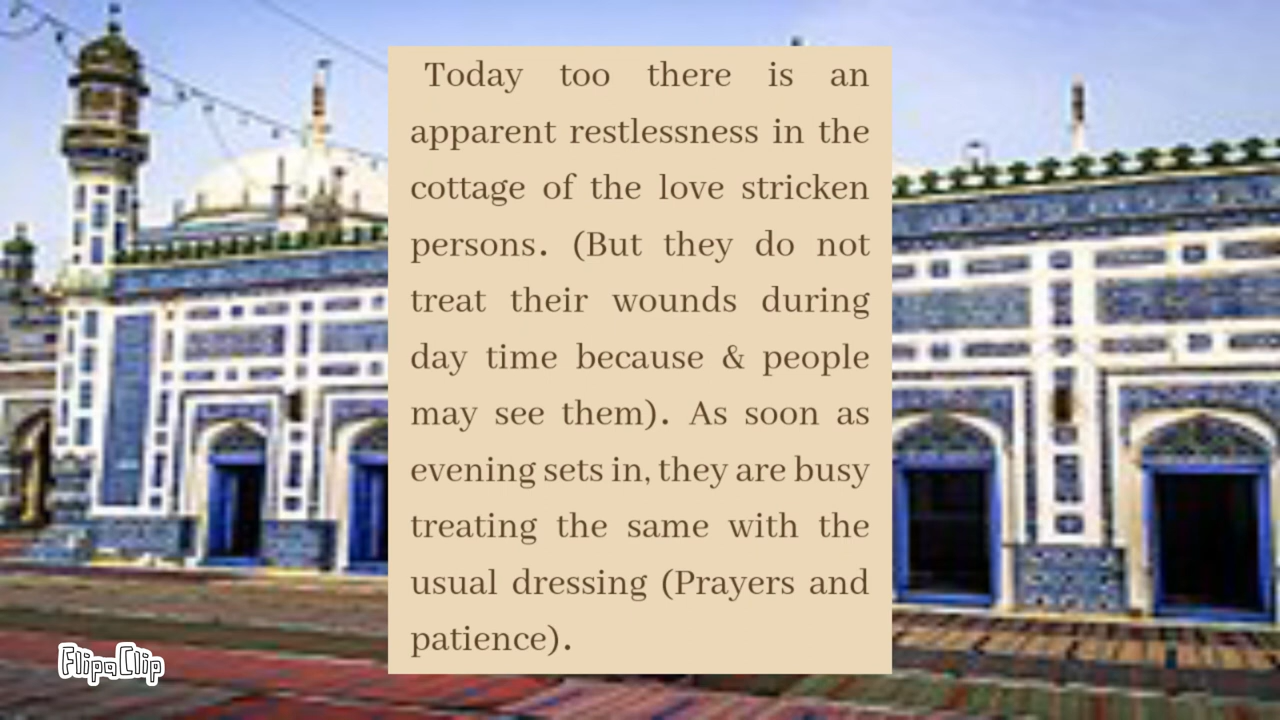 Today too there is an
apparent restlessness in the
cottage of the love stricken
persons. (But they do not
treat their wounds during
day time because & people
may see them). As soon as
evening sets in, they are busy
treating the same with the
usual dressing (Prayers and
patience).
FlipaClip